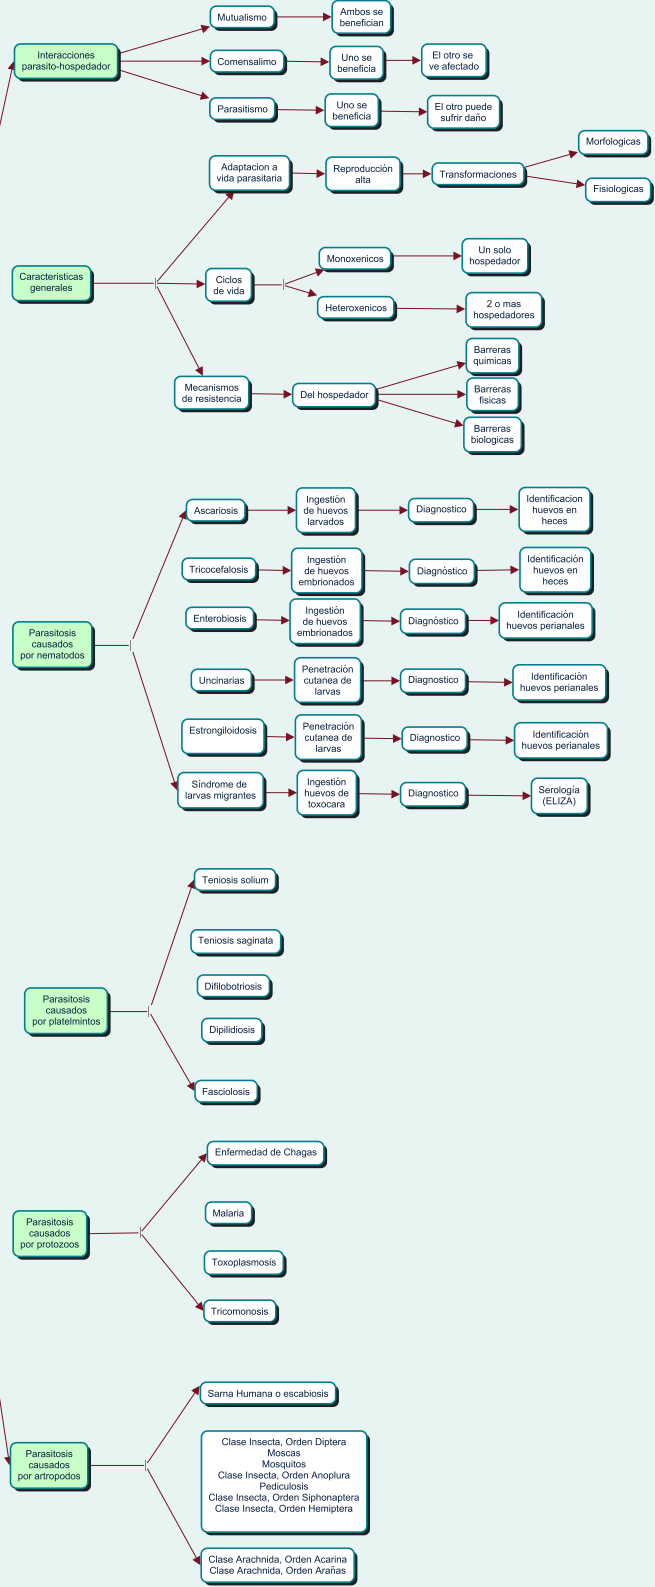 Interacciones
parasito-hospedador
Mutualismo
Ambos se
benefician
Comensalimo
Uno se
beneficia
El otro se
ve afectado
Parasitismo
Uno se
beneficia
El otro puede
sufrir daño
Caracteristicas
generales
Adaptacion a
vida parasitaria
Reproducción
alta
Transformaciones
Morfologicas
Fisiologicas
Ciclos
de vida
Monoxenicos
Un solo
hospedador
Heteroxenicos
2 o mas
hospedadores
Mecanismos
de resistencia
Del hospedador
Barreras
quimicas
Barreras
fisicas
Barreras
biologicas
Parasitosis
causados
por nematodos
Ascariosis
Ingestión
de huevos
larvados
Diagnostico
Identificacion
huevos en
heces
Tricocefalosis
Ingestión
de huevos
embrionados
Diagnóstico
Identificación
huevos en
heces
Enterobiosis
Ingestión
de huevos
embrionados
Diagnóstico
Identificación
huevos perianales
Uncinarias
Penetración
cutanea de
larvas
Diagnostico
Identificación
huevos perianales
Estrongiloidosis
Penetración
cutanea de
larvas
Diagnostico
Identificación
huevos perianales
Síndrome de
larvas migrantes
Ingestión
huevos de
toxocara
Diagnostico
Serología
(ELIZA)
Parasitosis
causados
por platelmintos
Teniosis solium
Teniosis saginata
Difilobotriosis
Dipilidiosis
Fasciolosis
Parasitosis
causados
por protozoos
Enfermedad de Chagas
Malaria
Toxoplasmosis
Tricomonosis
Parasitosis
causados
por artropodos
Sarna Humana o escabiosis
Clase Insecta, Orden Diptera
Moscas
Mosquitos
Clase Insecta, Orden Anoplura
Pediculosis
Clase Insecta, Orden Siphonaptera
Clase Insecta, Orden Hemiptera
Clase Arachnida, Orden Acarina
Clase Arachnida, Orden Arañas